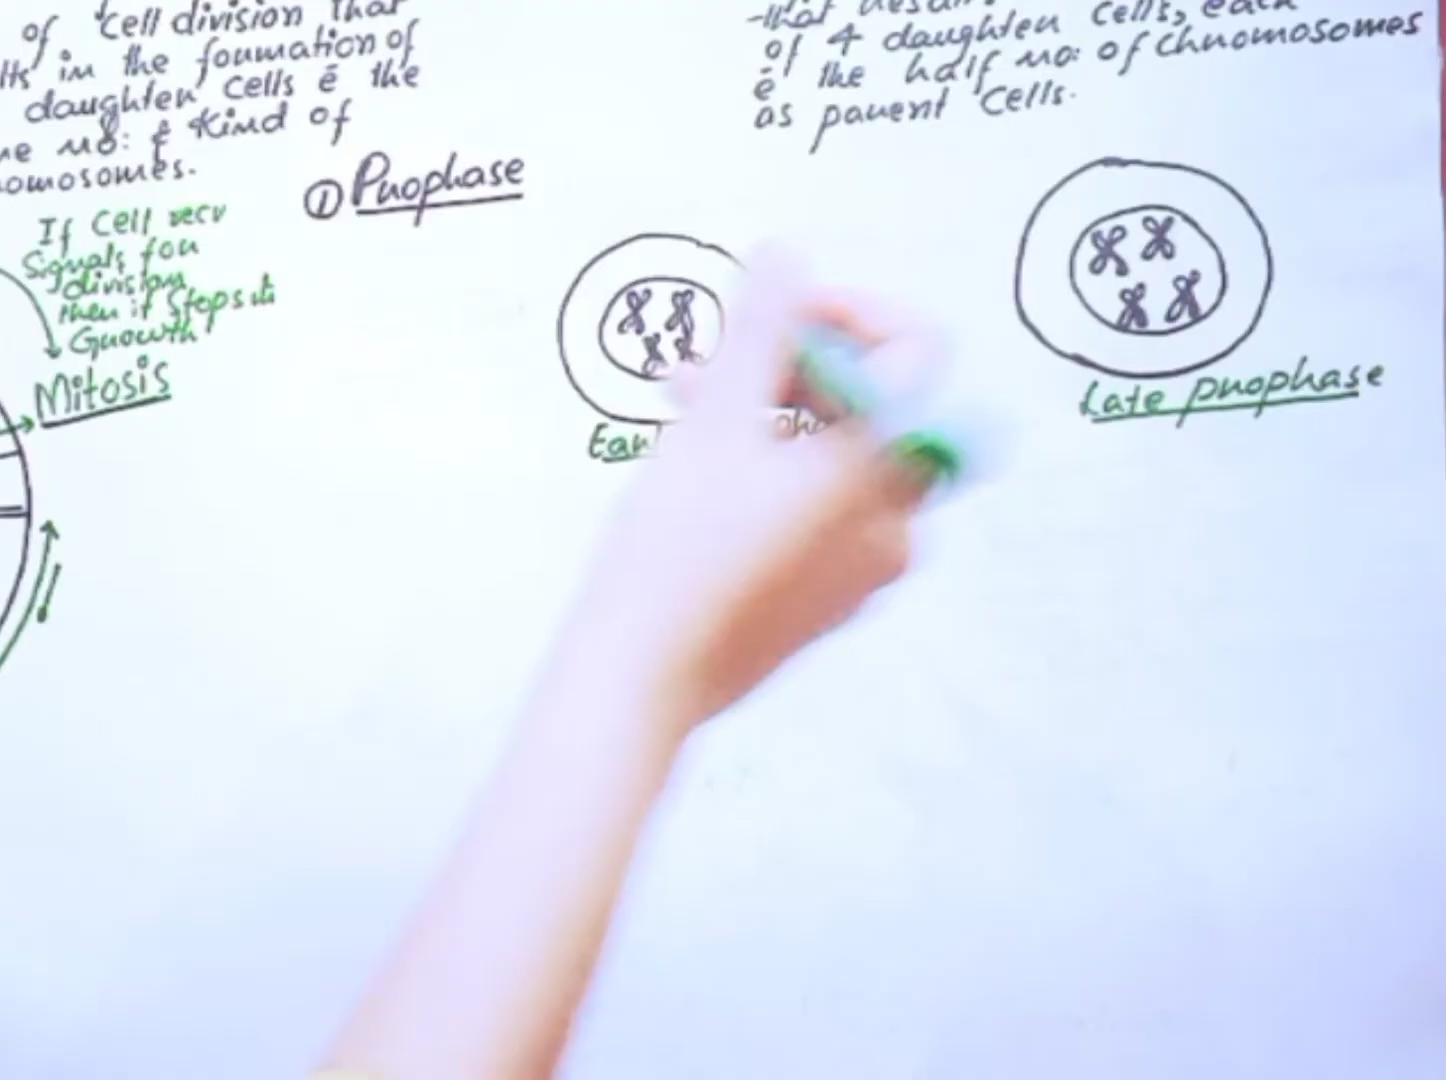 of cell division that
lts in the formation of
daughter cells ē the
me no: & kind of
omosomes.
of 4 daughter cells, each
ē the half no: of chromosomes
as parent cells.
① Prophase
If cell recv
signals for
division
then it stops its
Growth
Mitosis
Earl
Late prophase